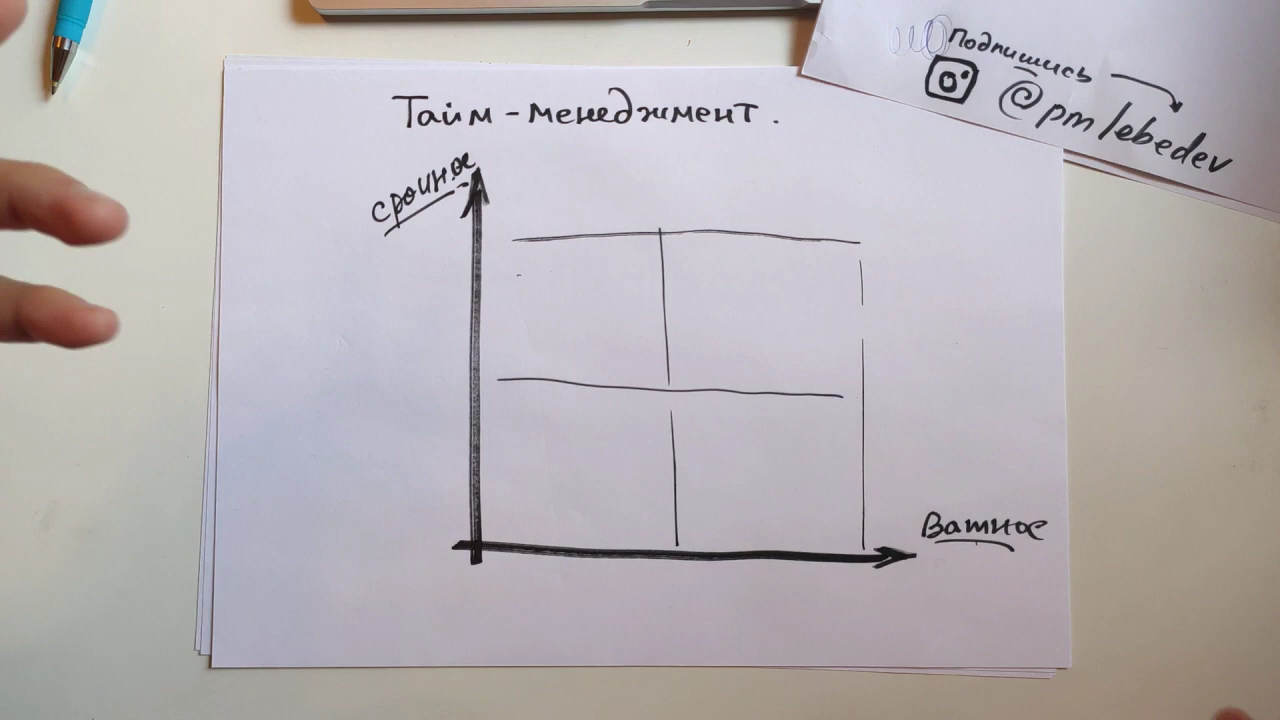 Тайм-менеджмент.
Подпишись
@pmlebedev
срочное
Важное